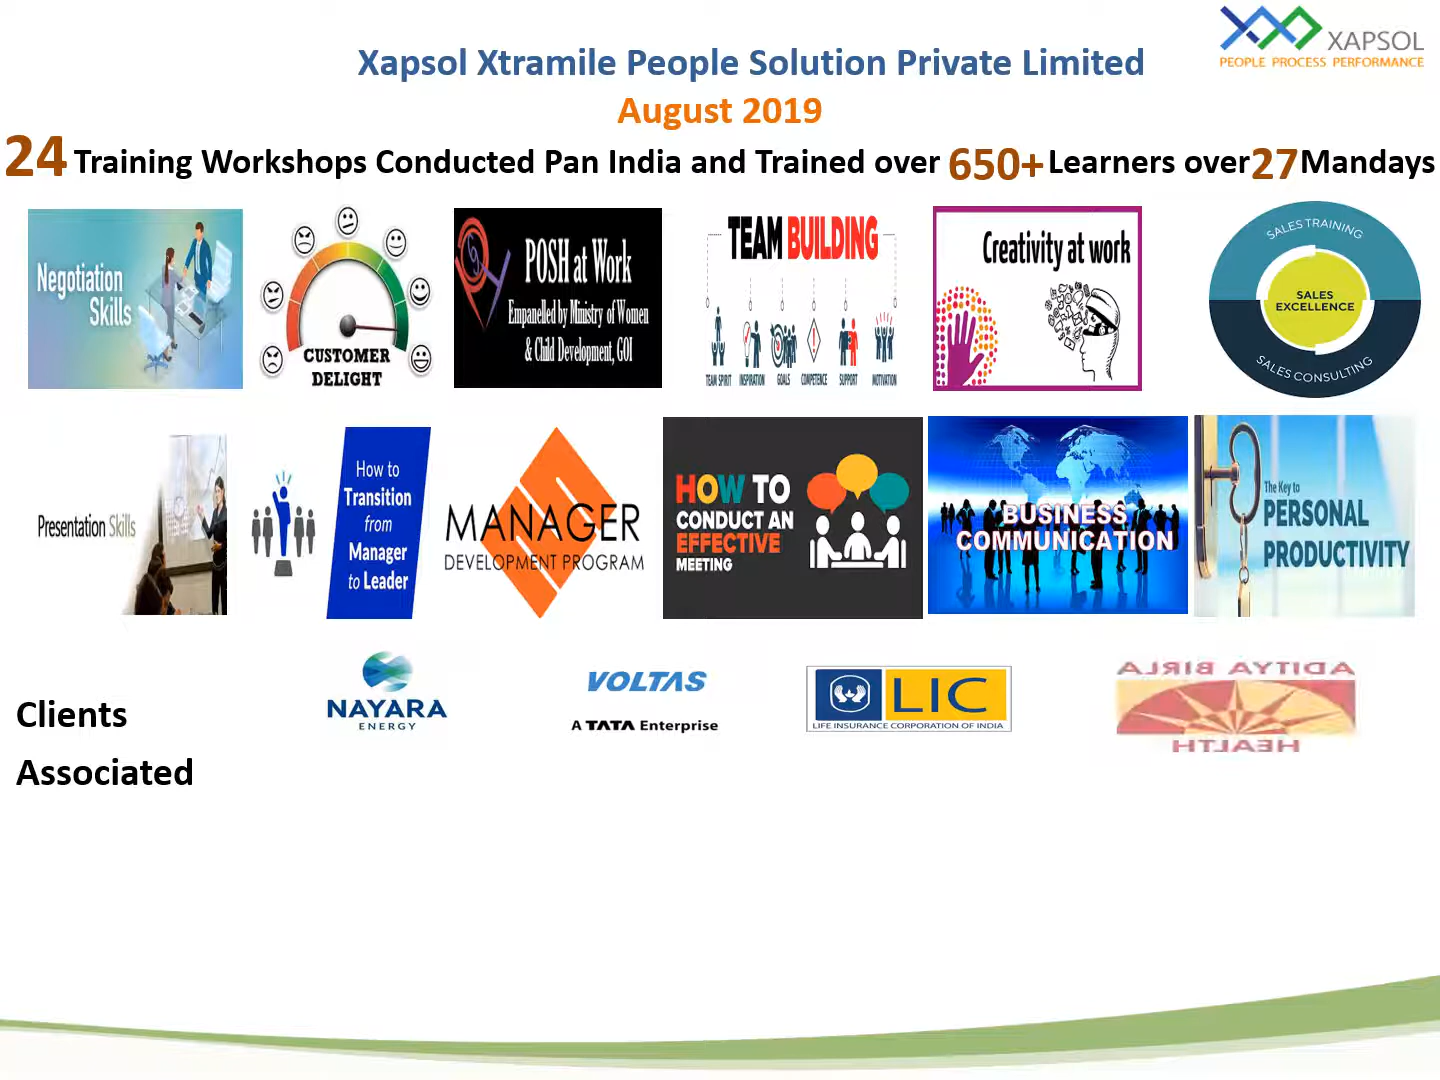 XAPSOL
PEOPLE PROCESS PERFORMANCE
Xapsol Xtramile People Solution Private Limited
August 2019
24 Training Workshops Conducted Pan India and Trained over 650+ Learners over 27 Mandays
Negotiation
Skills
CUSTOMER
DELIGHT
POSH at Work
Empanelled by Ministry of Women
& Child Development, GOI
TEAM BUILDING
TEAM SPIRIT INSPIRATION GOALS COMPETENCE SUPPORT MOTIVATION
Creativity at work
SALES TRAINING
SALES
EXCELLENCE
SALES CONSULTING
Presentation Skills
How to
Transition
from
Manager
to Leader
MANAGER
DEVELOPMENT PROGRAM
HOW TO
CONDUCT AN
EFFECTIVE
MEETING
BUSINESS
COMMUNICATION
The Key to
PERSONAL
PRODUCTIVITY
Clients
Associated
NAYARA
ENERGY
VOLTAS
A TATA Enterprise
LIC
LIFE INSURANCE CORPORATION OF INDIA
ADITYA BIRLA
HEALTH